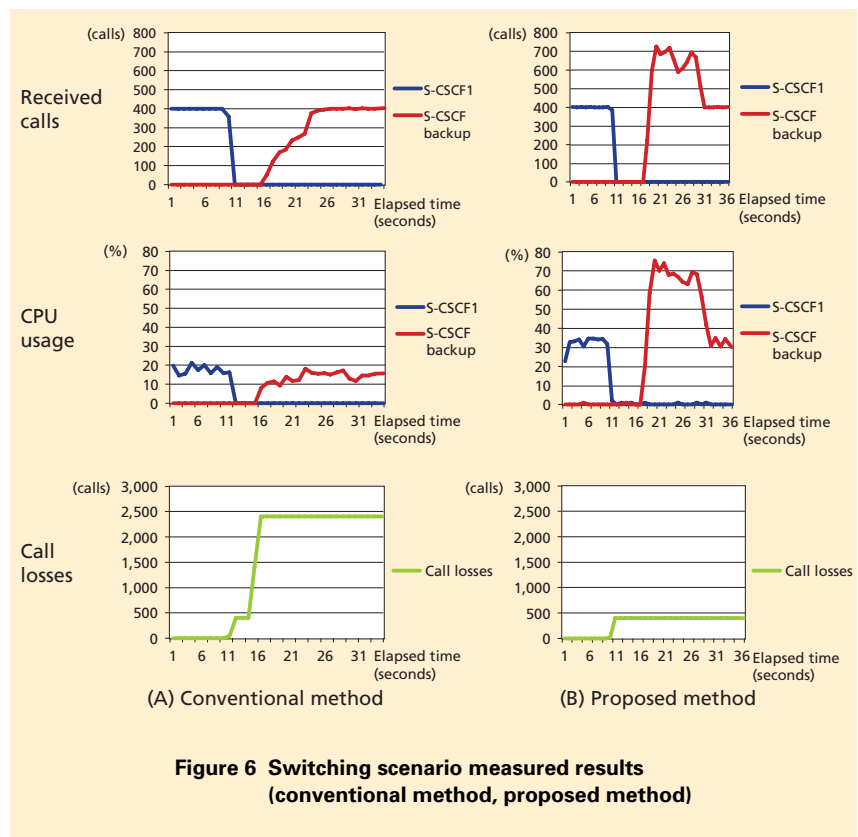 (calls)
800
700
600
500
400
300
200
100
0
Received
calls
S-CSCF1
S-CSCF
backup
1 6 11 16 21 26 31
Elapsed time
(seconds)
(calls)
800
700
600
500
400
300
200
100
0
S-CSCF1
S-CSCF
backup
1 6 11 16 21 26 31 36
Elapsed time
(seconds)
(%)
80
70
60
50
40
30
20
10
0
CPU
usage
S-CSCF1
S-CSCF
backup
1 6 11 16 21 26 31
Elapsed time
(seconds)
(%)
80
70
60
50
40
30
20
10
0
S-CSCF1
S-CSCF
backup
1 6 11 16 21 26 31 36
Elapsed time
(seconds)
(calls)
3,000
2,500
2,000
1,500
1,000
500
0
Call
losses
Call losses
1 6 11 16 21 26 31
Elapsed time
(seconds)
(A) Conventional method
(calls)
3,000
2,500
2,000
1,500
1,000
500
0
Call losses
1 6 11 16 21 26 31 36
Elapsed time
(seconds)
(B) Proposed method
Figure 6 Switching scenario measured results
(conventional method, proposed method)